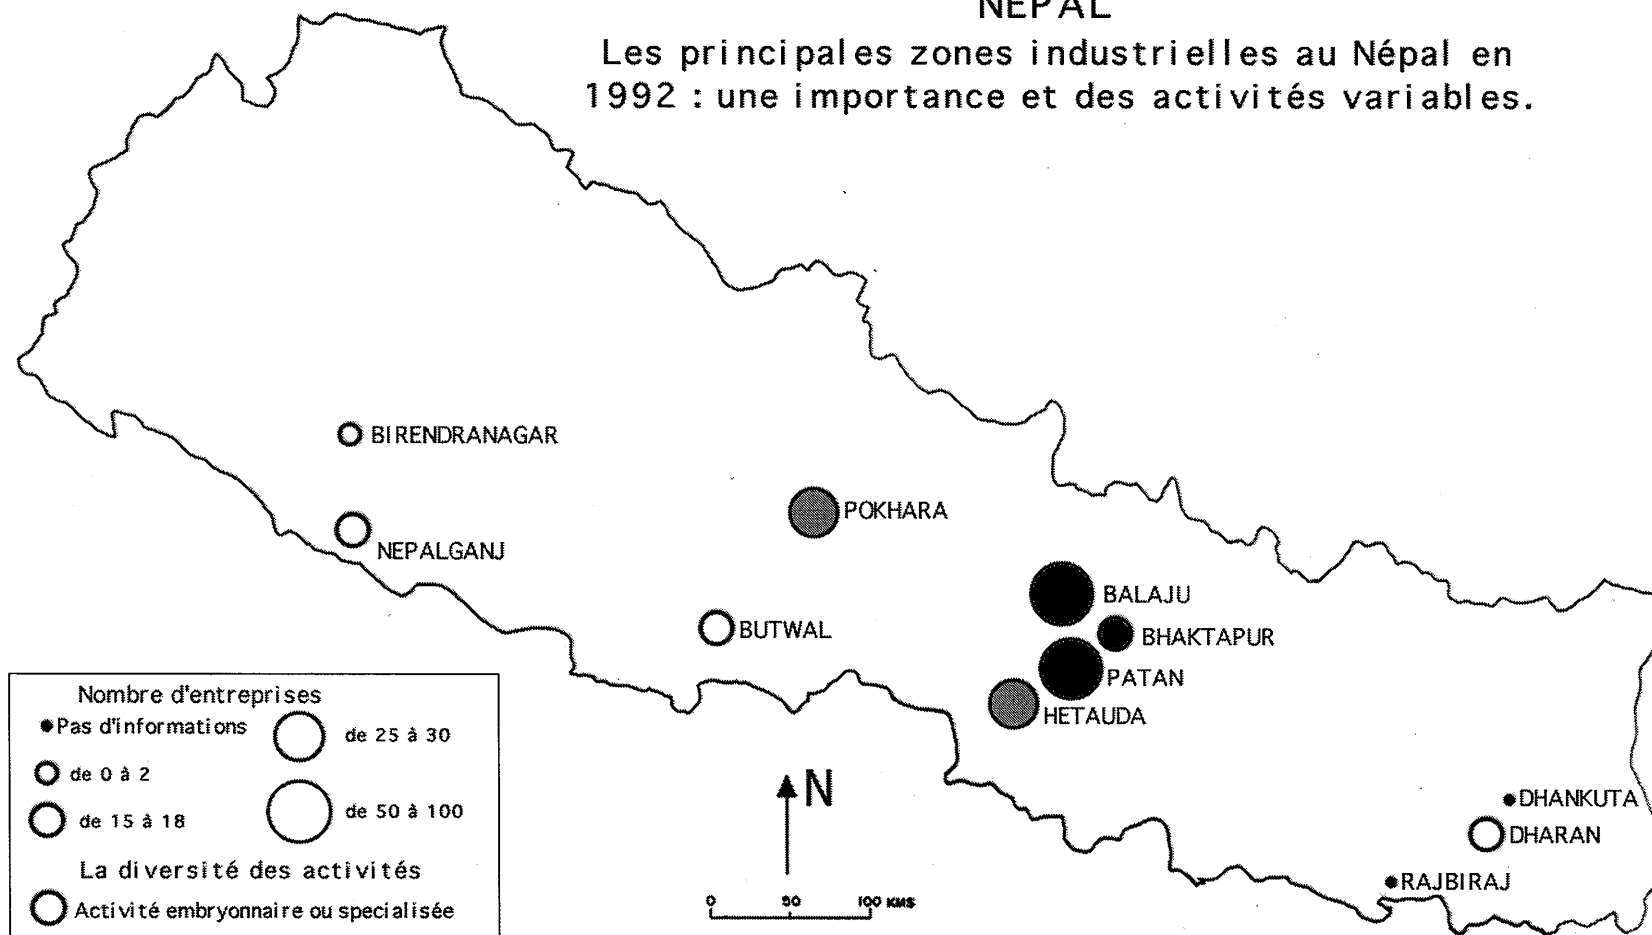 NEPAL
Les principales zones industrielles au Népal en
1992 : une importance et des activités variables.
BIRENDRANAGAR
NEPALGANJ
POKHARA
BUTWAL
BALAJU
BHAKTAPUR
PATAN
HETAUDA
DHANKUTA
DHARAN
RAJBIRAJ
N
0 50 100 KMS
Nombre d'entreprises
Pas d'informations
de 0 à 2
de 15 à 18
de 25 à 30
de 50 à 100
La diversité des activités
Activité embryonnaire ou specialisée